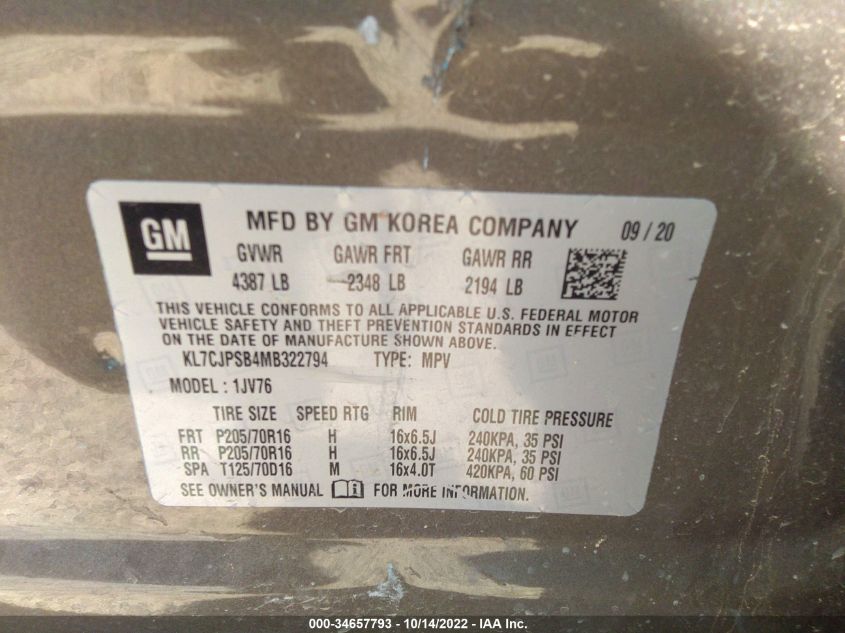 GM MFD BY GM KOREA COMPANY 09 / 20
GVWR GAWR FRT GAWR RR
4387 LB 2348 LB 2194 LB
THIS VEHICLE CONFORMS TO ALL APPLICABLE U.S. FEDERAL MOTOR
VEHICLE SAFETY AND THEFT PREVENTION STANDARDS IN EFFECT
ON THE DATE OF MANUFACTURE SHOWN ABOVE.
KL7CJPSB4MB322794 TYPE: MPV
MODEL : 1JV76
TIRE SIZE SPEED RTG RIM COLD TIRE PRESSURE
FRT P205/70R16 H 16x6.5J 240KPA, 35 PSI
RR P205/70R16 H 16x6.5J 240KPA, 35 PSI
SPA T125/70D16 M 16x4.0T 420KPA, 60 PSI
SEE OWNER'S MANUAL FOR MORE INFORMATION.
000-34657793 - 10/14/2022 - IAA Inc.